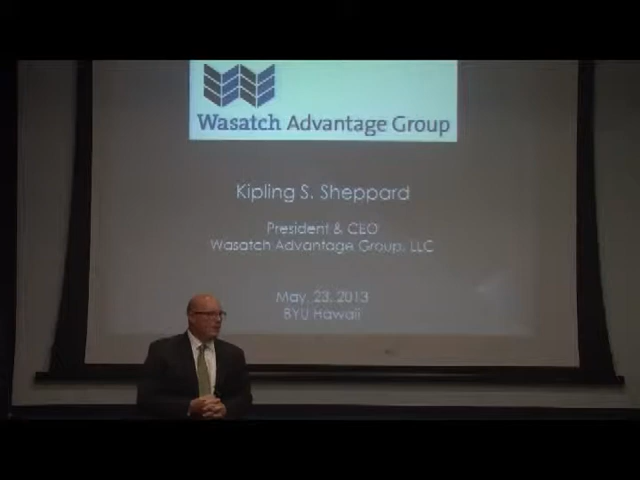 Wasatch Advantage Group
Kipling S. Sheppard
President & CEO
Wasatch Advantage Group, LLC
May, 23, 2013
BYU Hawaii